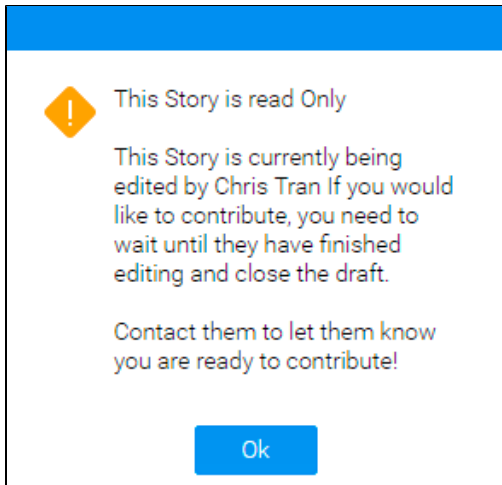 This Story is read Only
This Story is currently being
edited by Chris Tran If you would
like to contribute, you need to
wait until they have finished
editing and close the draft.
Contact them to let them know
you are ready to contribute!
Ok